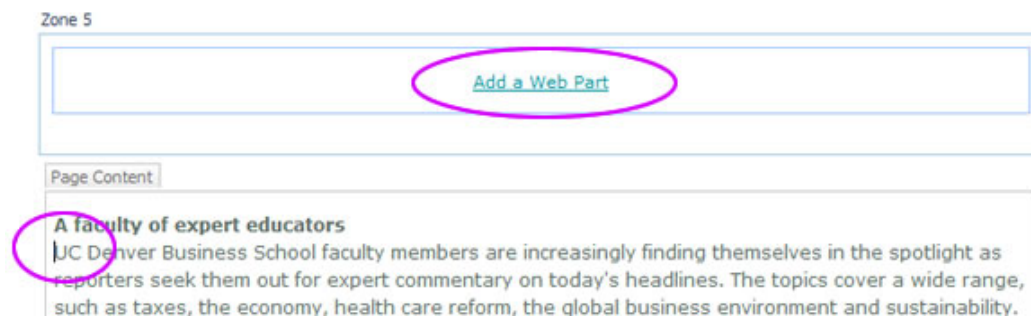 Zone 5
Add a Web Part
Page Content
A faculty of expert educators
UC Denver Business School faculty members are increasingly finding themselves in the spotlight as
reporters seek them out for expert commentary on today's headlines. The topics cover a wide range,
such as taxes, the economy, health care reform, the global business environment and sustainability.